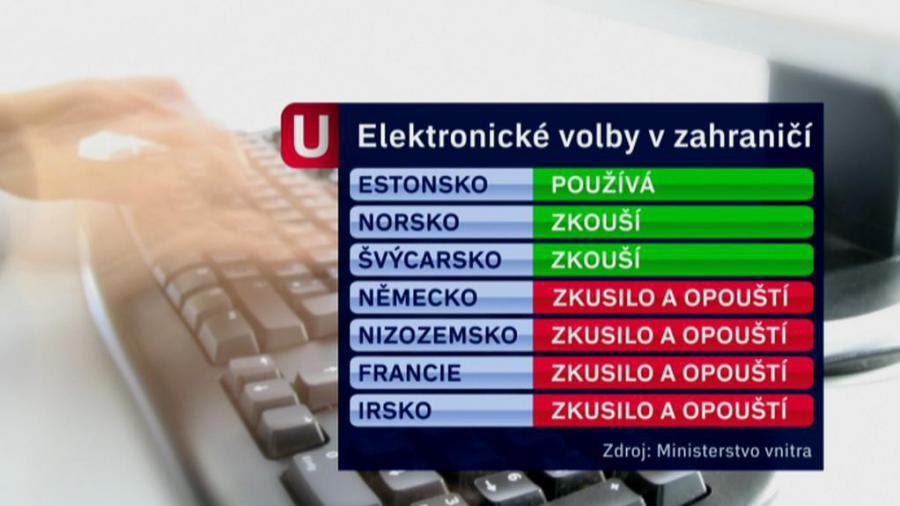 U Elektronické volby v zahraničí
ESTONSKO POUŽÍVÁ
NORSKO ZKOUŠÍ
ŠVÝCARSKO ZKOUŠÍ
NĚMECKO ZKUSILO A OPOUŠTÍ
NIZOZEMSKO ZKUSILO A OPOUŠTÍ
FRANCIE ZKUSILO A OPOUŠTÍ
IRSKO ZKUSILO A OPOUŠTÍ
Zdroj: Ministerstvo vnitra